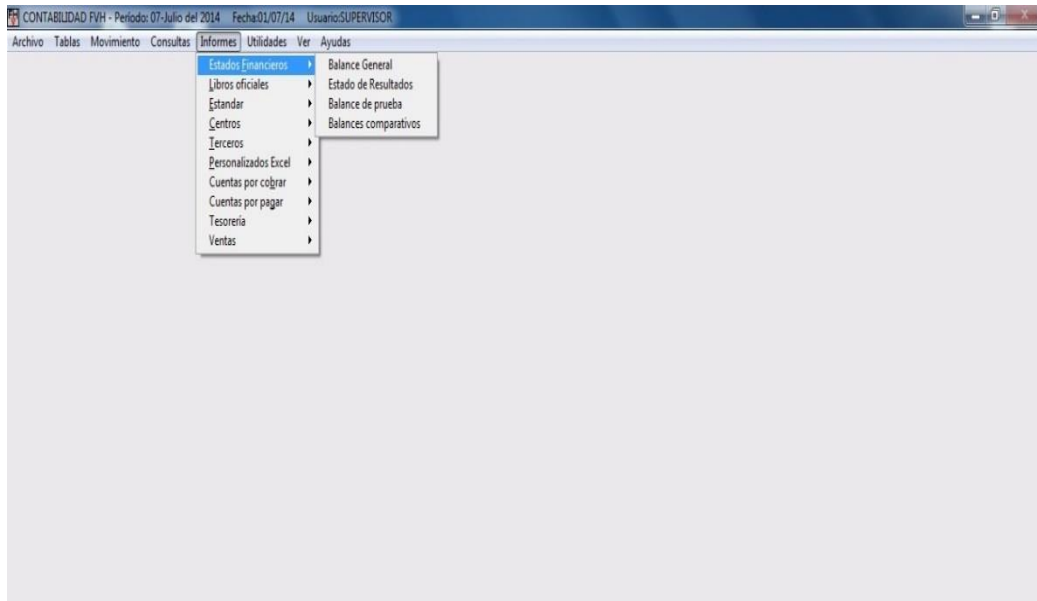 CONTABILIDAD FVH - Periodo: 07-Julio del 2014 Fecha:01/07/14 Usuario:SUPERVISOR
Archivo Tablas Movimiento Consultas Informes Utilidades Ver Ayudas
Estados Financieros
Libros oficiales
Estandar
Centros
Terceros
Personalizados Excel
Cuentas por cobrar
Cuentas por pagar
Tesorería
Ventas
Balance General
Estado de Resultados
Balance de prueba
Balances comparativos